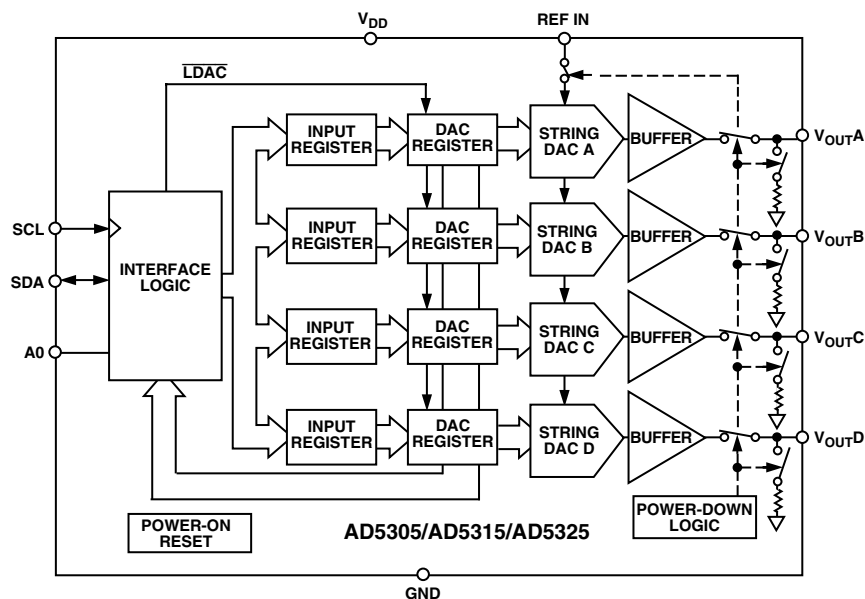 VDD
REF IN
LDAC
INPUT
REGISTER
DAC
REGISTER
STRING
DAC A
BUFFER
VOUTA
SCL
INPUT
REGISTER
DAC
REGISTER
STRING
DAC B
BUFFER
VOUTB
INTERFACE
LOGIC
SDA
INPUT
REGISTER
DAC
REGISTER
STRING
DAC C
BUFFER
VOUTC
A0
INPUT
REGISTER
DAC
REGISTER
STRING
DAC D
BUFFER
VOUTD
POWER-ON
RESET
AD5305/AD5315/AD5325
POWER-DOWN
LOGIC
GND